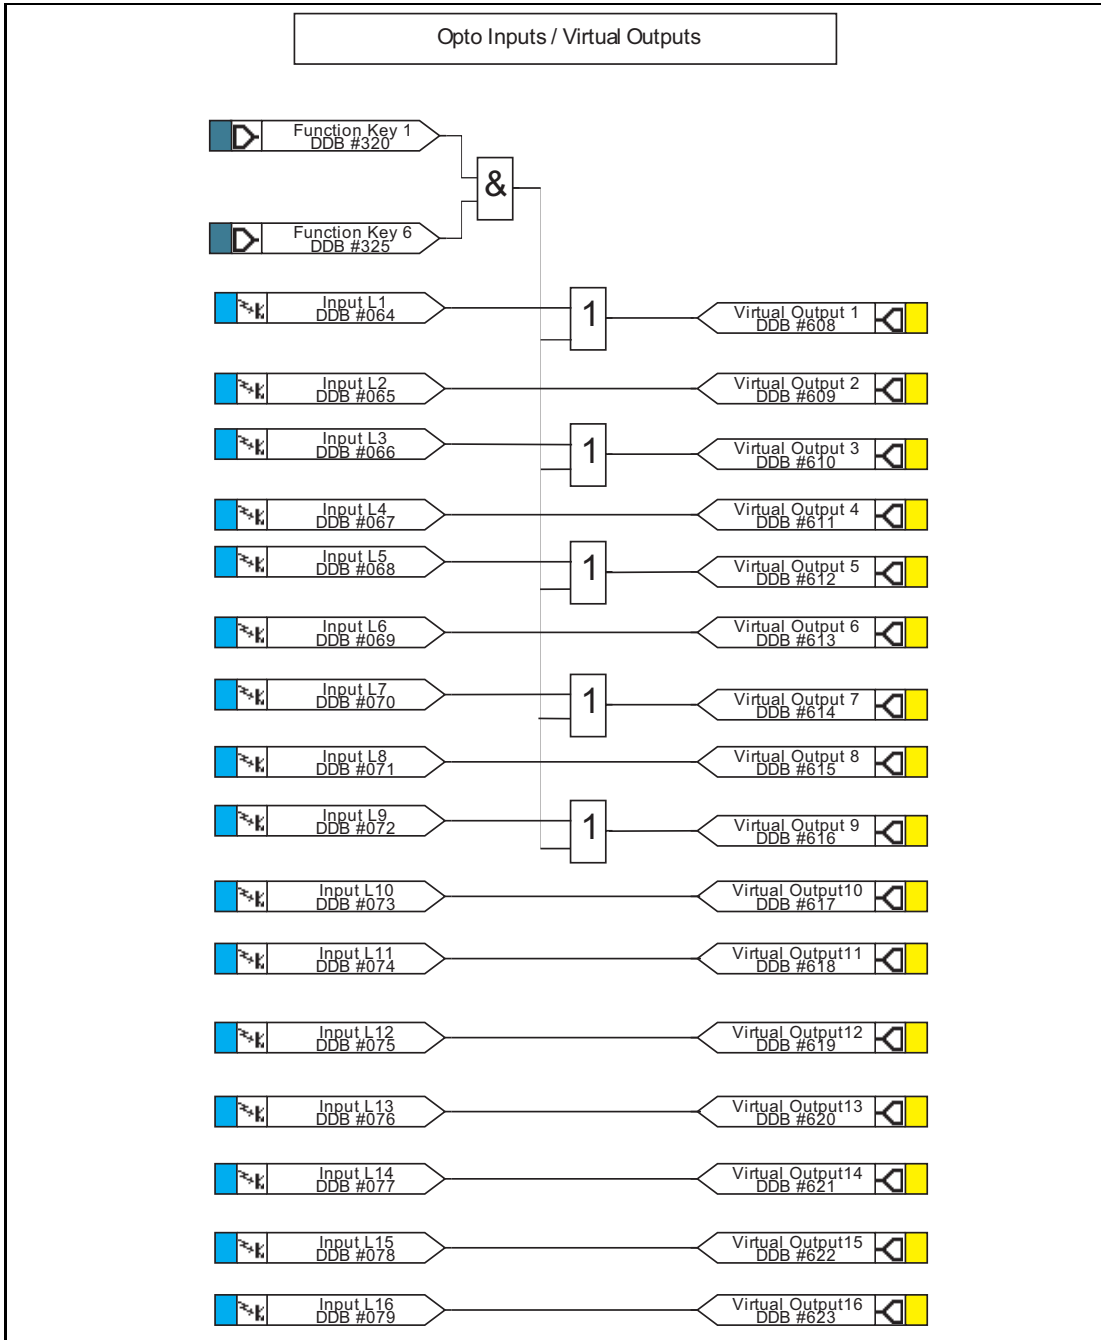 Opto Inputs / Virtual Outputs
Function Key 1
DDB #320
&
Function Key 6
DDB #325
Input L1
DDB #064
1
Virtual Output 1
DDB #608
Input L2
DDB #065
Virtual Output 2
DDB #609
Input L3
DDB #066
1
Virtual Output 3
DDB #610
Input L4
DDB #067
Virtual Output 4
DDB #611
Input L5
DDB #068
1
Virtual Output 5
DDB #612
Input L6
DDB #069
Virtual Output 6
DDB #613
Input L7
DDB #070
1
Virtual Output 7
DDB #614
Input L8
DDB #071
Virtual Output 8
DDB #615
Input L9
DDB #072
1
Virtual Output 9
DDB #616
Input L10
DDB #073
Virtual Output10
DDB #617
Input L11
DDB #074
Virtual Output11
DDB #618
Input L12
DDB #075
Virtual Output12
DDB #619
Input L13
DDB #076
Virtual Output13
DDB #620
Input L14
DDB #077
Virtual Output14
DDB #621
Input L15
DDB #078
Virtual Output15
DDB #622
Input L16
DDB #079
Virtual Output16
DDB #623